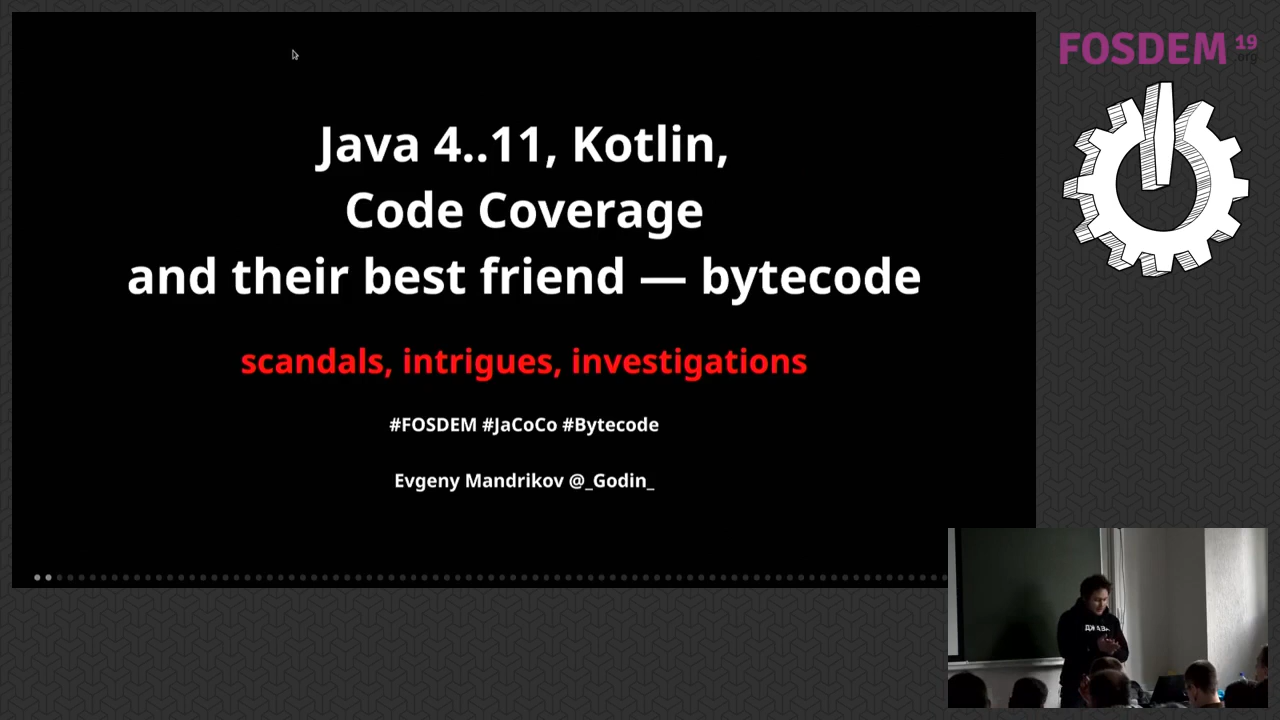 Java 4..11, Kotlin,
Code Coverage
and their best friend — bytecode
scandals, intrigues, investigations
#FOSDEM #JaCoCo #Bytecode
Evgeny Mandrikov @_Godin_
FOSDEM 19
.org